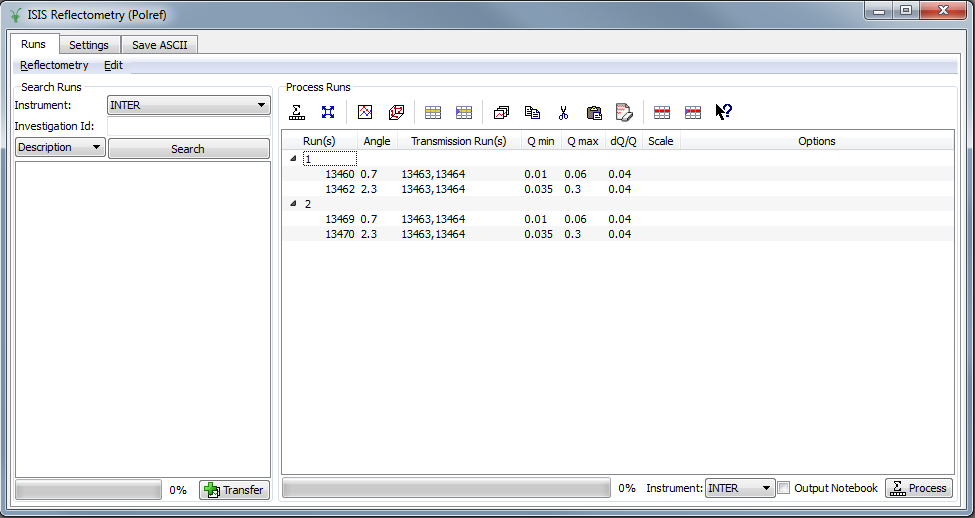 ISIS Reflectometry (Polref)
Runs Settings Save ASCII
Reflectometry Edit
Search Runs
Instrument: INTER
Investigation Id:
Description Search
0% Transfer
Process Runs
Run(s) Angle Transmission Run(s) Q min Q max dQ/Q Scale Options
1
13460 0.7 13463,13464 0.01 0.06 0.04
13462 2.3 13463,13464 0.035 0.3 0.04
2
13469 0.7 13463,13464 0.01 0.06 0.04
13470 2.3 13463,13464 0.035 0.3 0.04
0% Instrument: INTER Output Notebook Process